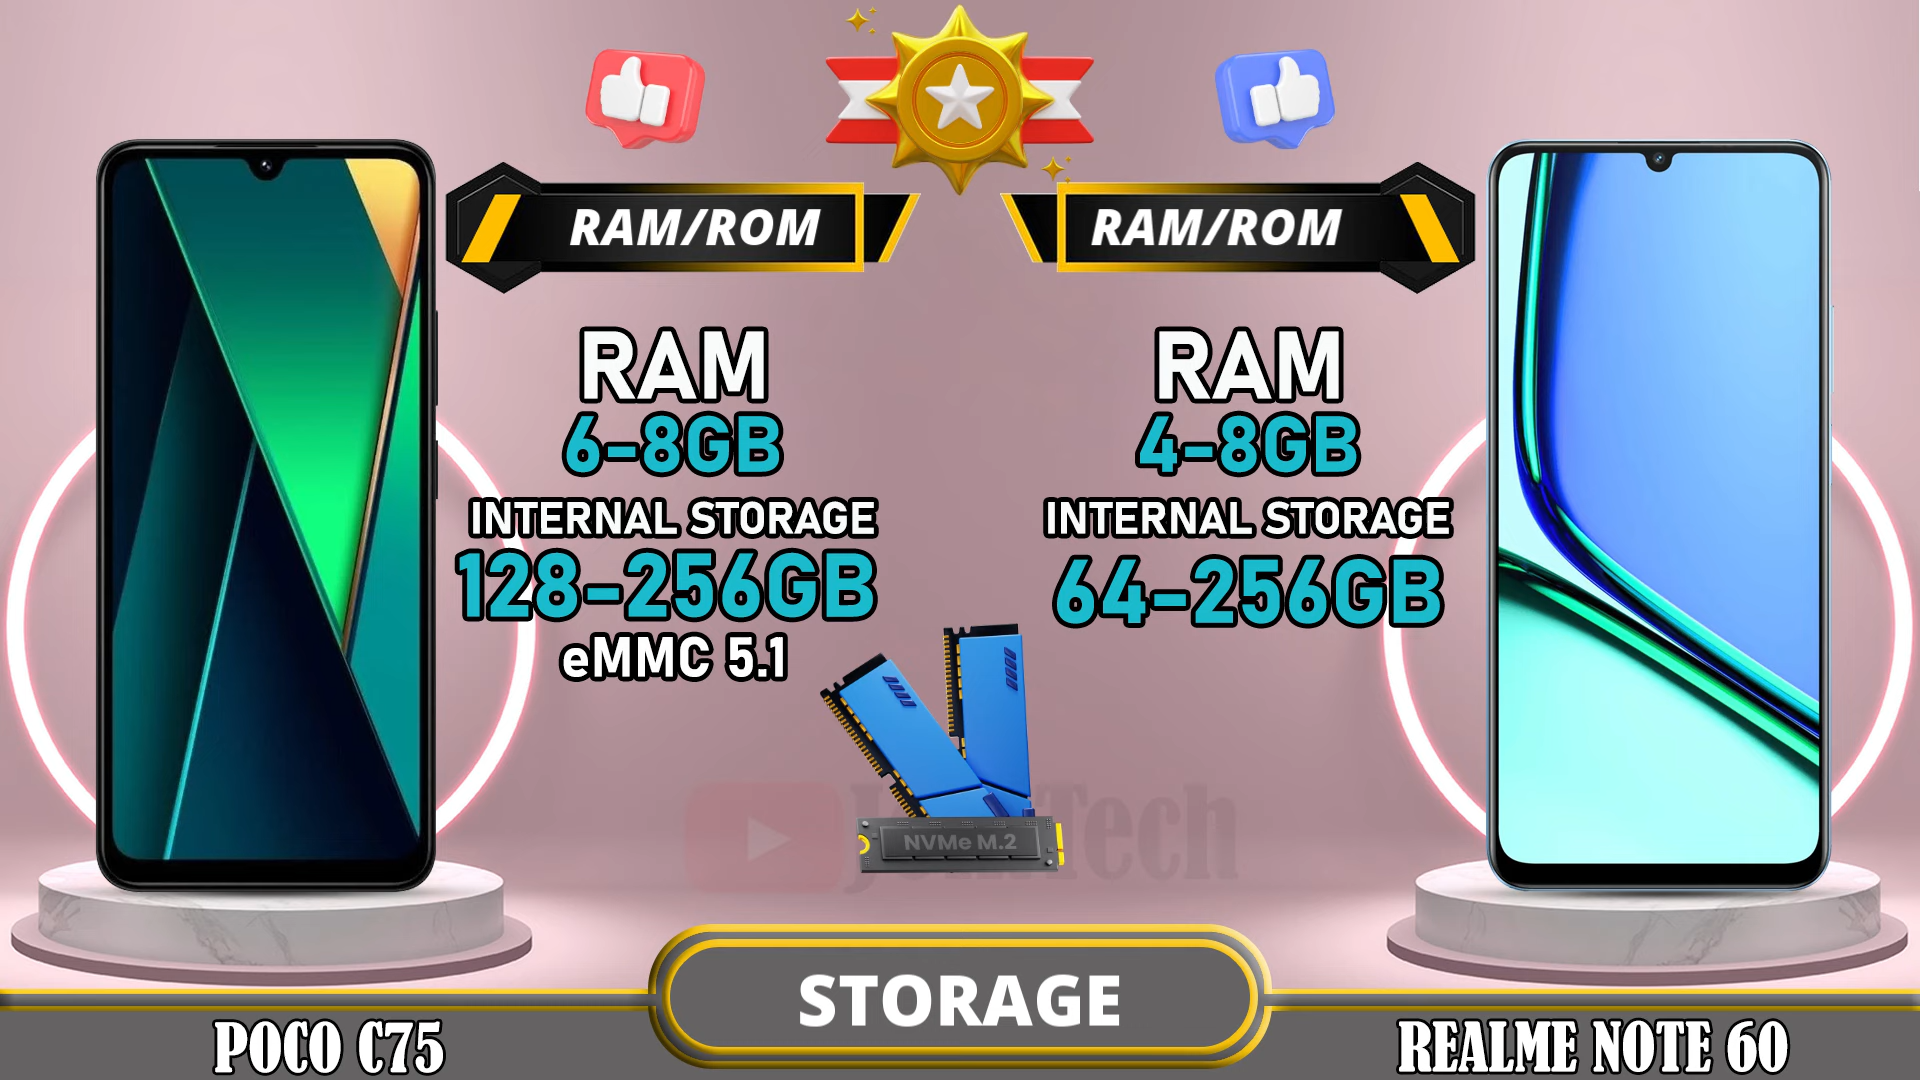 RAM/ROM
RAM/ROM
RAM
6-8GB
INTERNAL STORAGE
128-256GB
eMMC 5.1
RAM
4-8GB
INTERNAL STORAGE
64-256GB
NVMe M.2
Tech
STORAGE
POCO C75
REALME NOTE 60